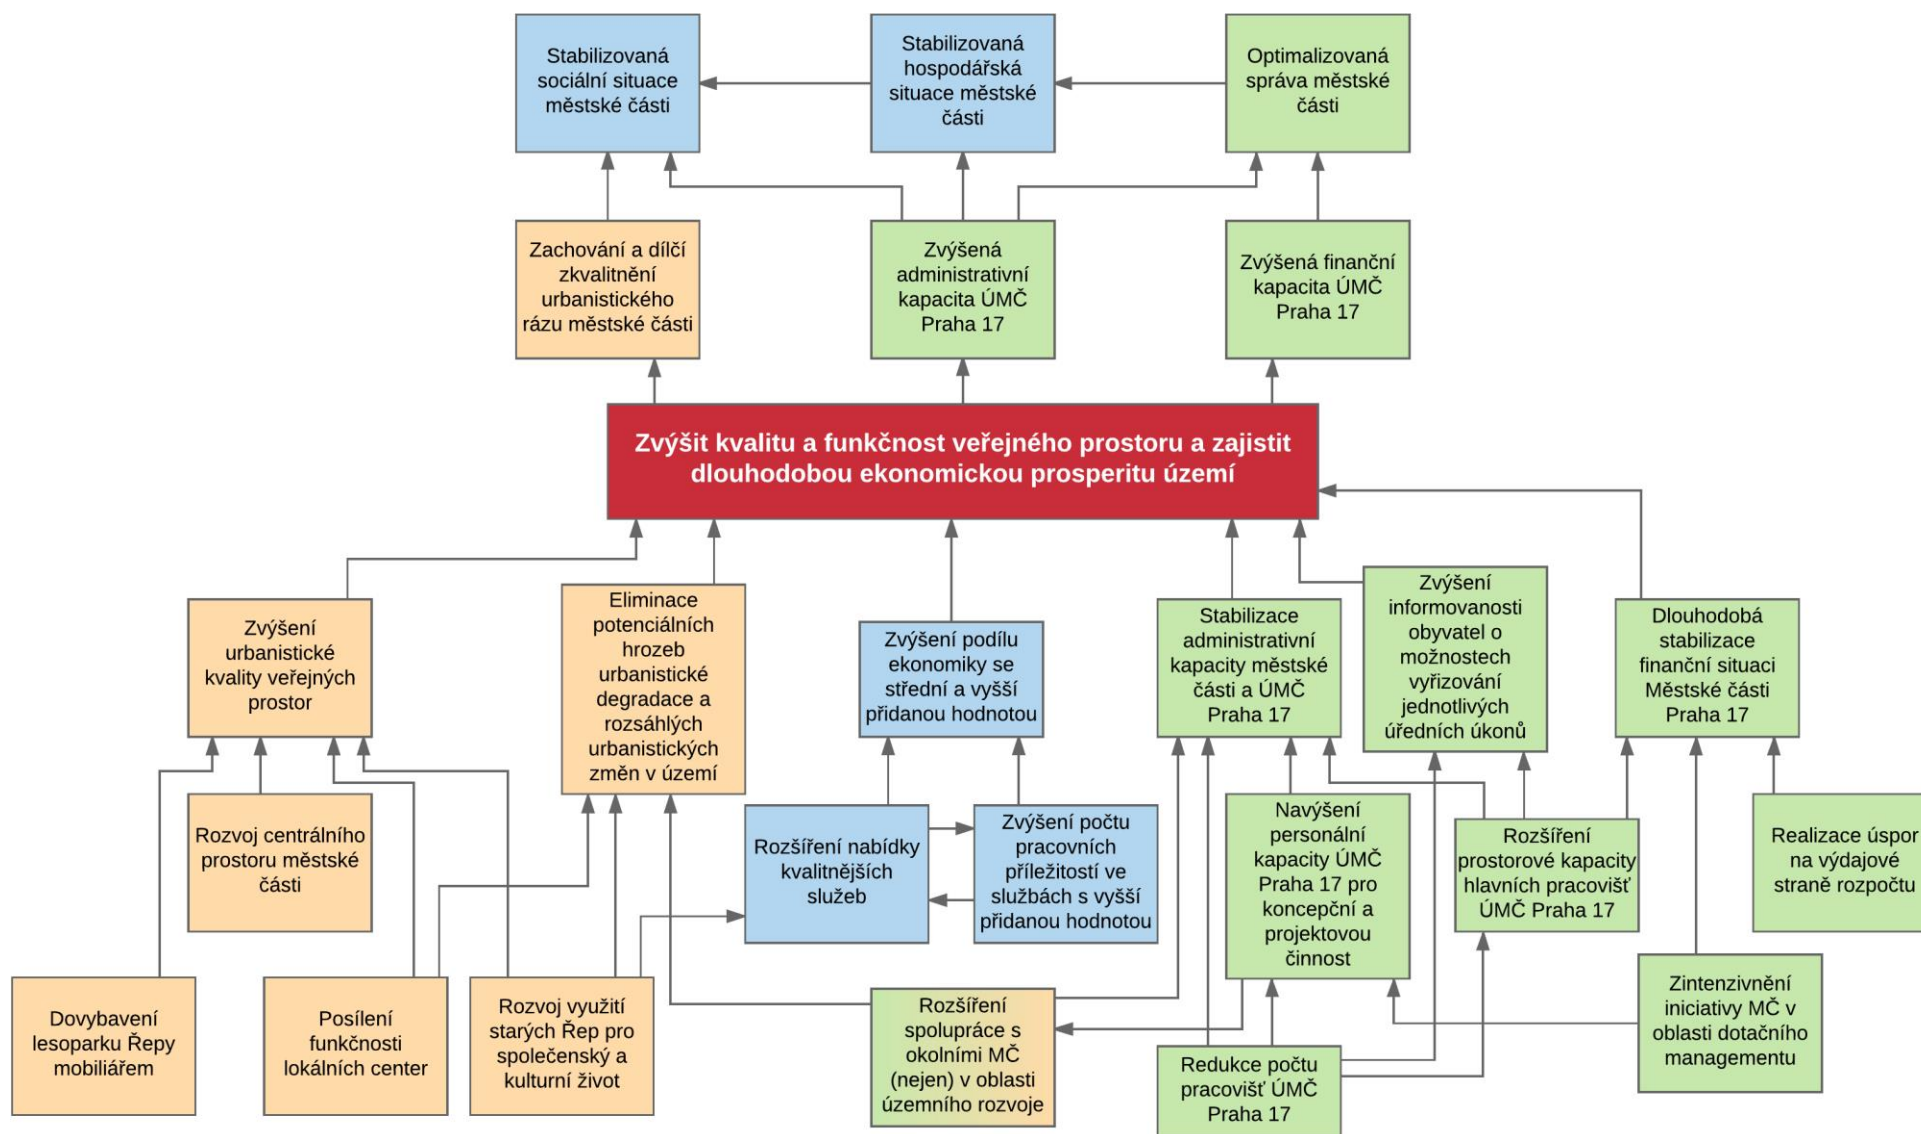 Stabilizovaná
sociální situace
městské části
Stabilizovaná
hospodářská
situace městské
části
Optimalizovaná
správa městské
části
Zachování a dílčí
zkvalitnění
urbanistického
rázu městské části
Zvýšená
administrativní
kapacita ÚMČ
Praha 17
Zvýšená finanční
kapacita ÚMČ
Praha 17
Zvýšit kvalitu a funkčnost veřejného prostoru a zajistit
dlouhodobou ekonomickou prosperitu území
Zvýšení
urbanistické
kvality veřejných
prostor
Eliminace
potenciálních
hrozeb
urbanistické
degradace a
rozsáhlých
urbanistických
změn v území
Zvýšení podílu
ekonomiky se
střední a vyšší
přidanou hodnotou
Stabilizace
administrativní
kapacity městské
části a ÚMČ
Praha 17
Zvýšení
informovanosti
obyvatel o
možnostech
vyřizování
jednotlivých
úředních úkonů
Dlouhodobá
stabilizace
finanční situaci
Městské části
Praha 17
Rozvoj centrálního
prostoru městské
části
Rozšíření nabídky
kvalitnějších
služeb
Zvýšení počtu
pracovních
příležitostí ve
službách s vyšší
přidanou hodnotou
Navýšení
personální
kapacity ÚMČ
Praha 17 pro
koncepční a
projektovou
činnost
Rozšíření
prostorové kapacity
hlavních pracovišť
ÚMČ Praha 17
Realizace úspor
na výdajové
straně rozpočtu
Dovybavení
lesoparku Řepy
mobiliářem
Posílení
funkčnosti
lokálních center
Rozvoj využití
starých Řep pro
společenský a
kulturní život
Rozšíření
spolupráce s
okolními MČ
(nejen) v oblasti
územního rozvoje
Redukce počtu
pracovišť ÚMČ
Praha 17
Zintenzivnění
iniciativy MČ v
oblasti dotačního
managementu